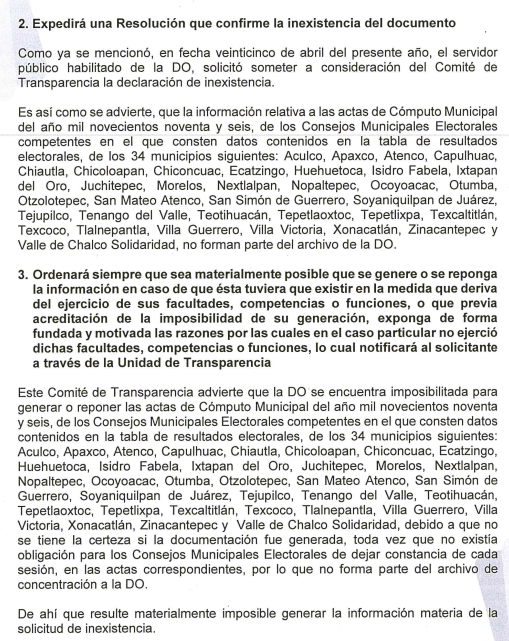 2. Expedirá una Resolución que confirme la inexistencia del documento
Como ya se mencionó, en fecha veinticinco de abril del presente año, el servidor
público habilitado de la DO, solicitó someter a consideración del Comité de
Transparencia la declaración de inexistencia.
Es así como se advierte, que la información relativa a las actas de Cómputo Municipal
del año mil novecientos noventa y seis, de los Consejos Municipales Electorales
competentes en el que consten datos contenidos en la tabla de resultados
electorales, de los 34 municipios siguientes: Aculco, Apaxco, Atenco, Capulhuac,
Chiautla, Chicoloapan, Chiconcuac, Ecatzingo, Huehuetoca, Isidro Fabela, Ixtapan
del Oro, Juchitepec, Morelos, Nextlalpan, Nopaltepec, Ocoyoacac, Otumba,
Otzolotepec, San Mateo Atenco, San Simón de Guerrero, Soyaniquilpan de Juárez,
Tejupilco, Tenango del Valle, Teotihuacán, Tepetlaoxtoc, Tepetlixpa, Texcaltitlán,
Texcoco, Tlalnepantla, Villa Guerrero, Villa Victoria, Xonacatlán, Zinacantepec y
Valle de Chalco Solidaridad, no forman parte del archivo de la DO.
3. Ordenará siempre que sea materialmente posible que se genere o se reponga
la información en caso de que ésta tuviera que existir en la medida que deriva
del ejercicio de sus facultades, competencias o funciones, o que previa
acreditación de la imposibilidad de su generación, exponga de forma
fundada y motivada las razones por las cuales en el caso particular no ejerció
dichas facultades, competencias o funciones, lo cual notificará al solicitante
a través de la Unidad de Transparencia
Este Comité de Transparencia advierte que la DO se encuentra imposibilitada para
generar o reponer las actas de Cómputo Municipal del año mil novecientos noventa
y seis, de los Consejos Municipales Electorales competentes en el que consten datos
contenidos en la tabla de resultados electorales, de los 34 municipios siguientes:
Aculco, Apaxco, Atenco, Capulhuac, Chiautla, Chicoloapan, Chiconcuac, Ecatzingo,
Huehuetoca, Isidro Fabela, Ixtapan del Oro, Juchitepec, Morelos, Nextlalpan,
Nopaltepec, Ocoyoacac, Otumba, Otzolotepec, San Mateo Atenco, San Simón de
Guerrero, Soyaniquilpan de Juárez, Tejupilco, Tenango del Valle, Teotihuacán,
Tepetlaoxtoc, Tepetlixpa, Texcaltitlán, Texcoco, Tlalnepantla, Villa Guerrero, Villa
Victoria, Xonacatlán, Zinacantepec y Valle de Chalco Solidaridad, debido a que no
se tiene la certeza si la documentación fue generada, toda vez que no existía
obligación para los Consejos Municipales Electorales de dejar constancia de cada
sesión, en las actas correspondientes, por lo que no forma parte del archivo de
concentración a la DO.
De ahí que resulte materialmente imposible generar la información materia de la
solicitud de inexistencia.